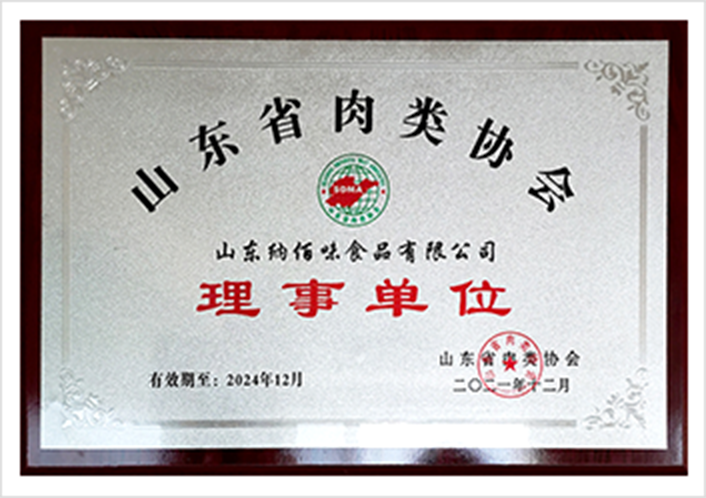 山东省肉类协会
SDMA
山东纳佰味食品有限公司
理事单位
山东省肉类协会
有效期至：2024年12月
二〇二一年十二月